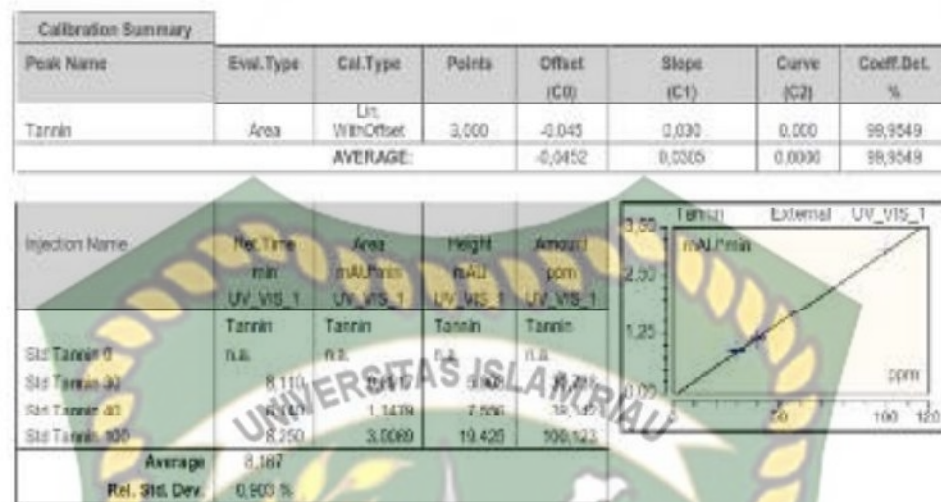 Calibration Summary
Peak Name Eval.Type Cal.Type Points Offset Slope Curve Coeff.Det.
(C0) (C1) (C2) %
Lin,
Tannin Area WithOffset 3,000 -0,045 0,030 0,000 99,9549
AVERAGE: -0,0452 0,0305 0,0000 99,9549
Injection Name Ret.Time Area Height Amount
min mAU*min mAU ppm
UV_VIS_1 UV_VIS_1 UV_VIS_1 UV_VIS_1
Tannin Tannin Tannin Tannin
Std Tannin 0 n.a. n.a. n.a. n.a.
Std Tannin 30 8,110
Std Tannin 40 1,1479
Std Tannin 100 8,250 3,0089 19,425 100,123
Average 8,187
Rel. Std. Dev. 0,903 %
Tannin External UV_VIS_1
mAU*min
2,50
1,25
0,00
ppm
50 100 120
UNIVERSITAS ISLAM RIAU